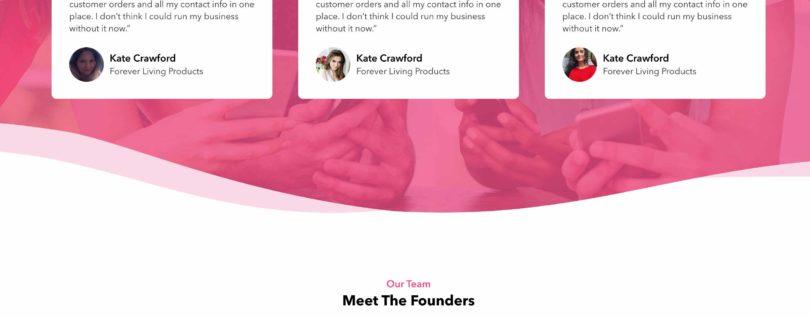 customer orders and all my contact info in one
place. I don't think I could run my business
without it now."
Kate Crawford
Forever Living Products
customer orders and all my contact info in one
place. I don't think I could run my business
without it now."
Kate Crawford
Forever Living Products
customer orders and all my contact info in one
place. I don't think I could run my business
without it now."
Kate Crawford
Forever Living Products
Our Team
Meet The Founders